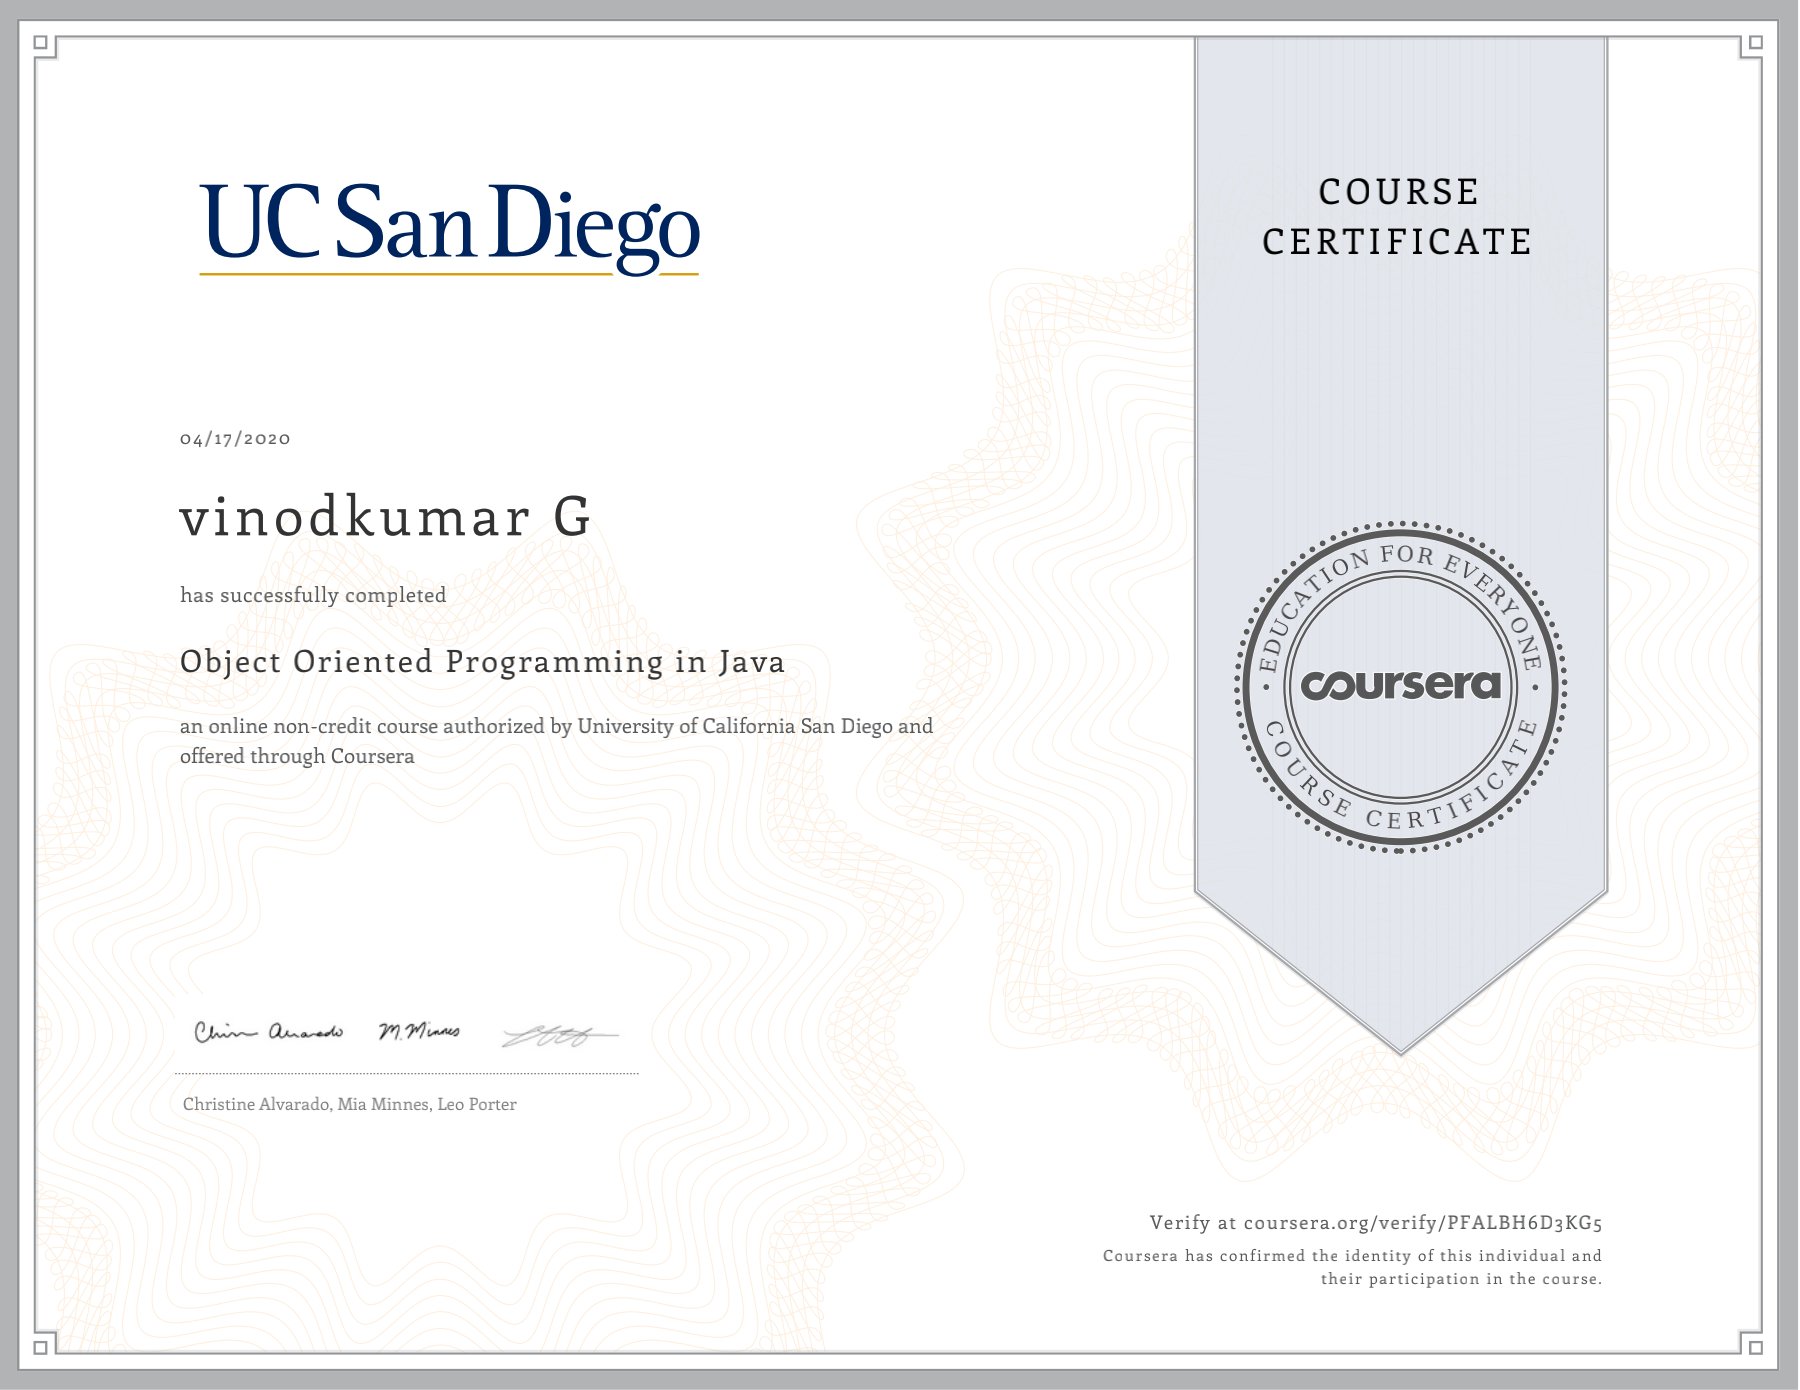 UC San Diego
COURSE
CERTIFICATE
04/17/2020
vinodkumar G
has successfully completed
Object Oriented Programming in Java
an online non-credit course authorized by University of California San Diego and
offered through Coursera
EDUCATION FOR EVERYONE
coursera
COURSE CERTIFICATE
M. Minnes
Christine Alvarado, Mia Minnes, Leo Porter
Verify at coursera.org/verify/PFALBH6D3KG5
Coursera has confirmed the identity of this individual and
their participation in the course.